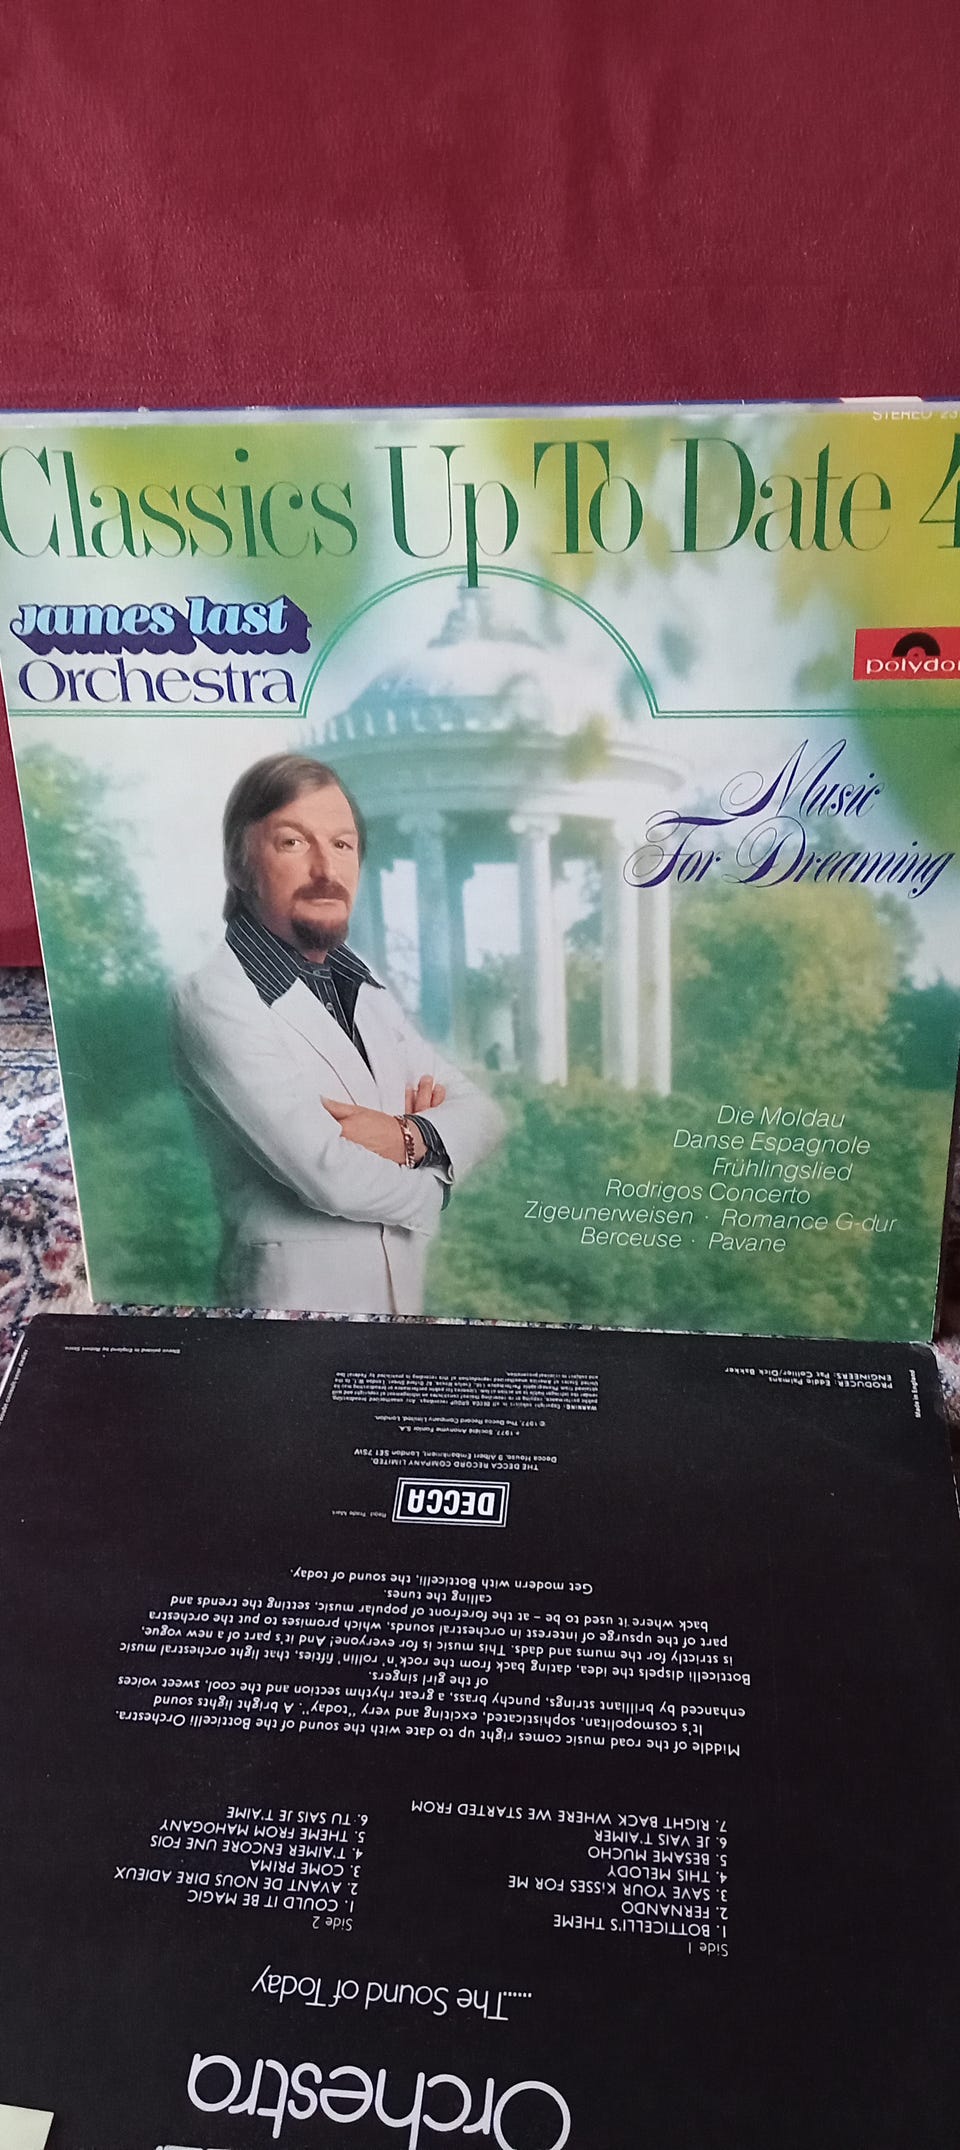 STEREO 23
Classics Up To Date 4
james last
Orchestra
polydor
Music
For Dreaming
Die Moldau
Danse Espagnole
Frühlingslied
Rodrigos Concerto
Zigeunerweisen · Romance G-dur
Berceuse · Pavane
Orchestra
......The Sound of Today
Side 1
1. BOTTICELLI'S THEME
2. FERNANDO
3. SAVE YOUR KISSES FOR ME
4. THIS MELODY
5. BESAME MUCHO
6. JE VAIS T'AIMER
7. RIGHT BACK WHERE WE STARTED FROM
Side 2
1. COULD IT BE MAGIC
2. AVANT DE NOUS DIRE ADIEUX
3. COME PRIMA
4. T'AIMER ENCORE UNE FOIS
5. THEME FROM MAHOGANY
6. TU SAIS JE T'AIME
Middle of the road music comes right up to date with the sound of the Botticelli Orchestra.
It's cosmopolitan, sophisticated, exciting and very "today". A bright lights sound
enhanced by brilliant strings, punchy brass, a great rhythm section and the cool, sweet voices
of the girl singers.
Botticelli dispels the idea, dating back from the rock'n' rollin' fifties, that light orchestral music
is strictly for the mums and dads. This music is for everyone! And it's part of a new vogue,
part of the upsurge of interest in orchestral sounds, which promises to put the orchestra
back where it used to be – at the forefront of popular music, setting the trends and
calling the tunes.
Get modern with Botticelli, the sound of today.
DECCA
Regd. Trade Mark
THE DECCA RECORD COMPANY LIMITED,
Decca House, 9 Albert Embankment, London SE1 7SW
1977, Société Anonyme Fonior S.A.
© 1977, The Decca Record Company Limited, London.
PRODUCER: Eddie Palmans
ENGINEERS: Pat Collier/Dick Bakker
Made in England